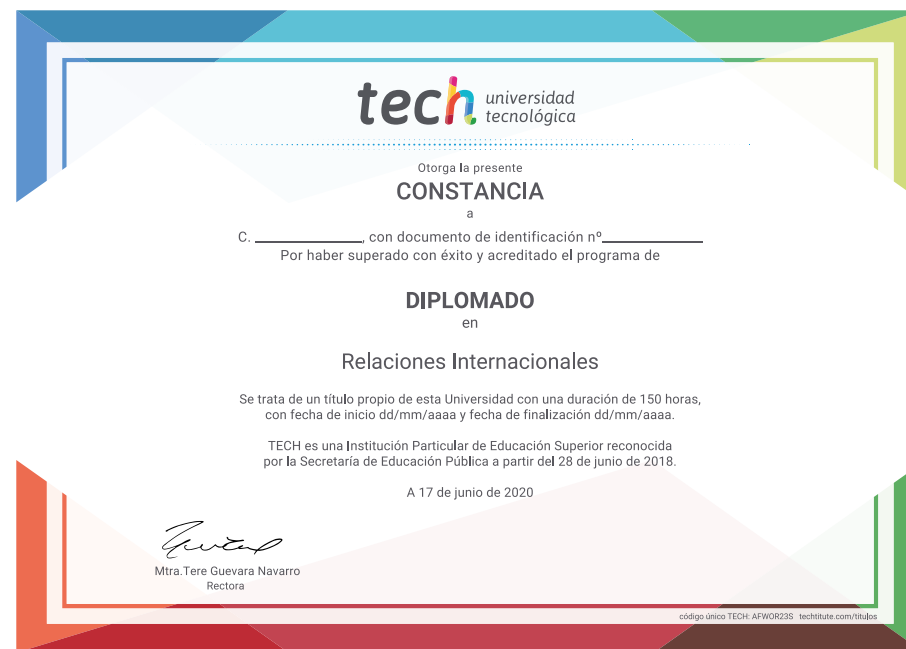 tech universidad
tecnológica
Otorga la presente
CONSTANCIA
a
C. ____________, con documento de identificación nº____________
Por haber superado con éxito y acreditado el programa de
DIPLOMADO
en
Relaciones Internacionales
Se trata de un título propio de esta Universidad con una duración de 150 horas,
con fecha de inicio dd/mm/aaaa y fecha de finalización dd/mm/aaaa.
TECH es una Institución Particular de Educación Superior reconocida
por la Secretaría de Educación Pública a partir del 28 de junio de 2018.
A 17 de junio de 2020
Mtra.Tere Guevara Navarro
Rectora
código único TECH: AFWOR23S techtitute.com/titulos